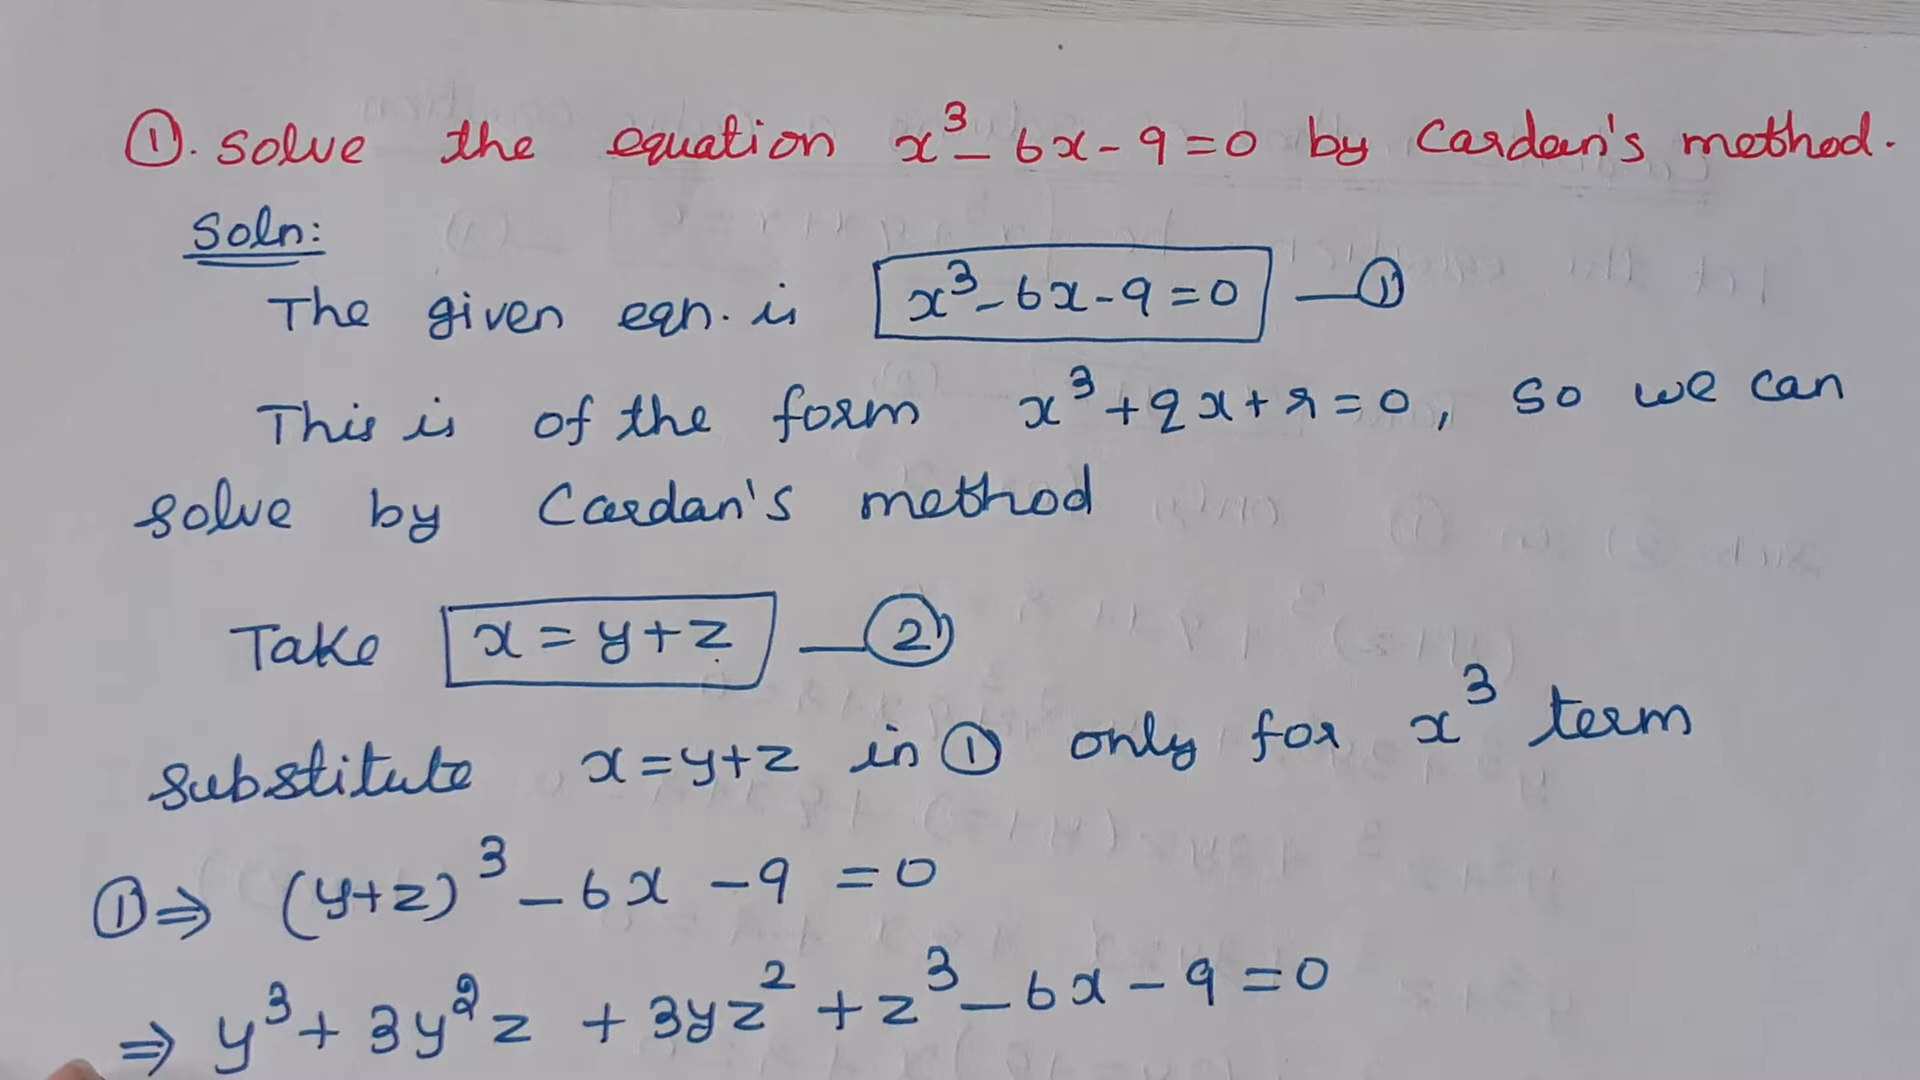 ①. Solve the equation x³ - 6x - 9 = 0 by Cardan's method.
Soln:
The given eqn. is x³ - 6x - 9 = 0 — ①
This is of the form x³ + qx + r = 0, so we can
solve by Cardan's method
Take x = y + z — ②
Substitute x = y + z in ① only for x³ term
① ⇒ (y + z)³ - 6x - 9 = 0
⇒ y³ + 3y²z + 3yz² + z³ - 6x - 9 = 0